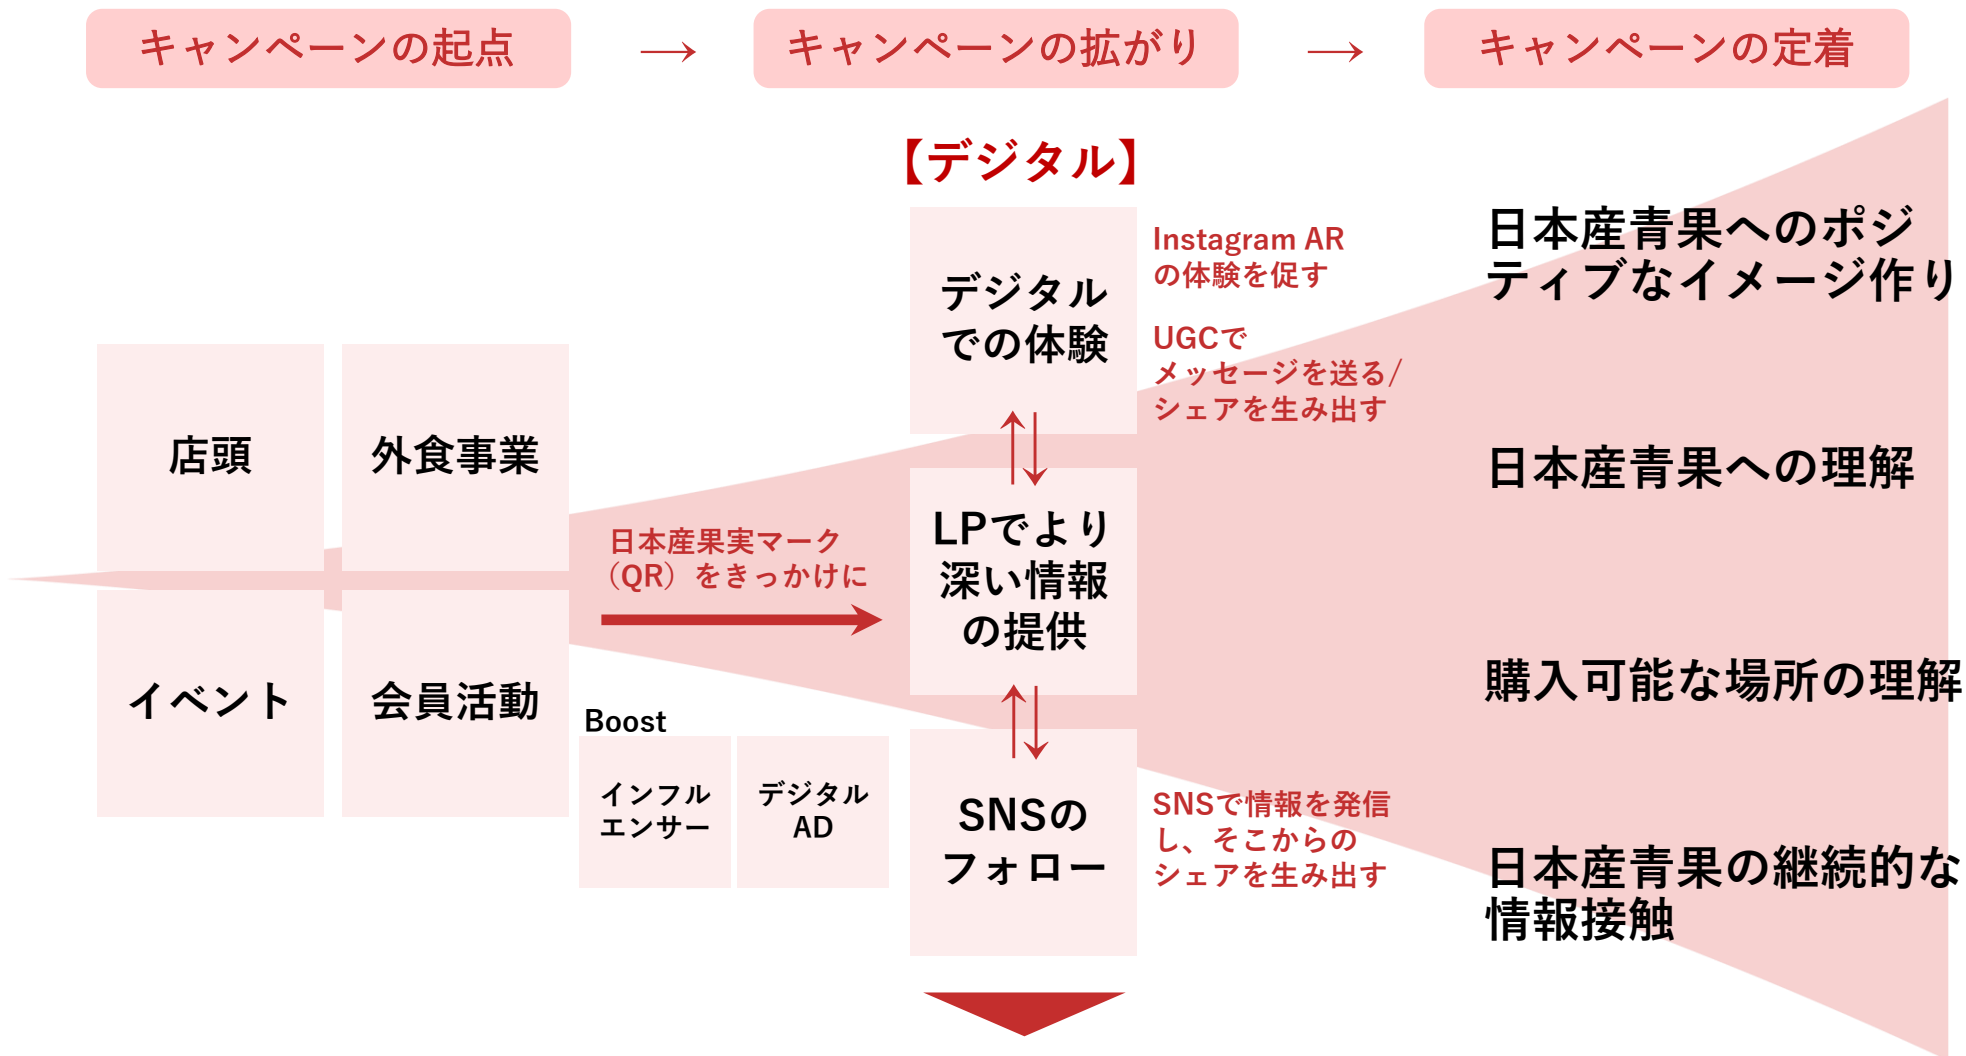 キャンペーンの起点
→
キャンペーンの拡がり
→
キャンペーンの定着
店頭
外食事業
イベント
会員活動
日本産果実マーク
（QR）をきっかけに
Boost
インフル
エンサー
デジタル
AD
【デジタル】
デジタル
での体験
Instagram AR
の体験を促す
UGCで
メッセージを送る/
シェアを生み出す
LPでより
深い情報
の提供
SNSの
フォロー
SNSで情報を発信
し、そこからの
シェアを生み出す
日本産青果へのポジ
ティブなイメージ作り
日本産青果への理解
購入可能な場所の理解
日本産青果の継続的な
情報接触